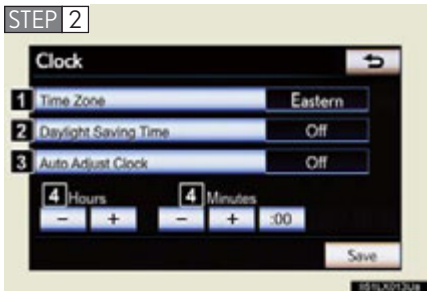 STEP 2
Clock
1 Time Zone Eastern
2 Daylight Saving Time Off
3 Auto Adjust Clock Off
4 Hours 4 Minutes
- + - + :00
Save
IS1LX013Ua